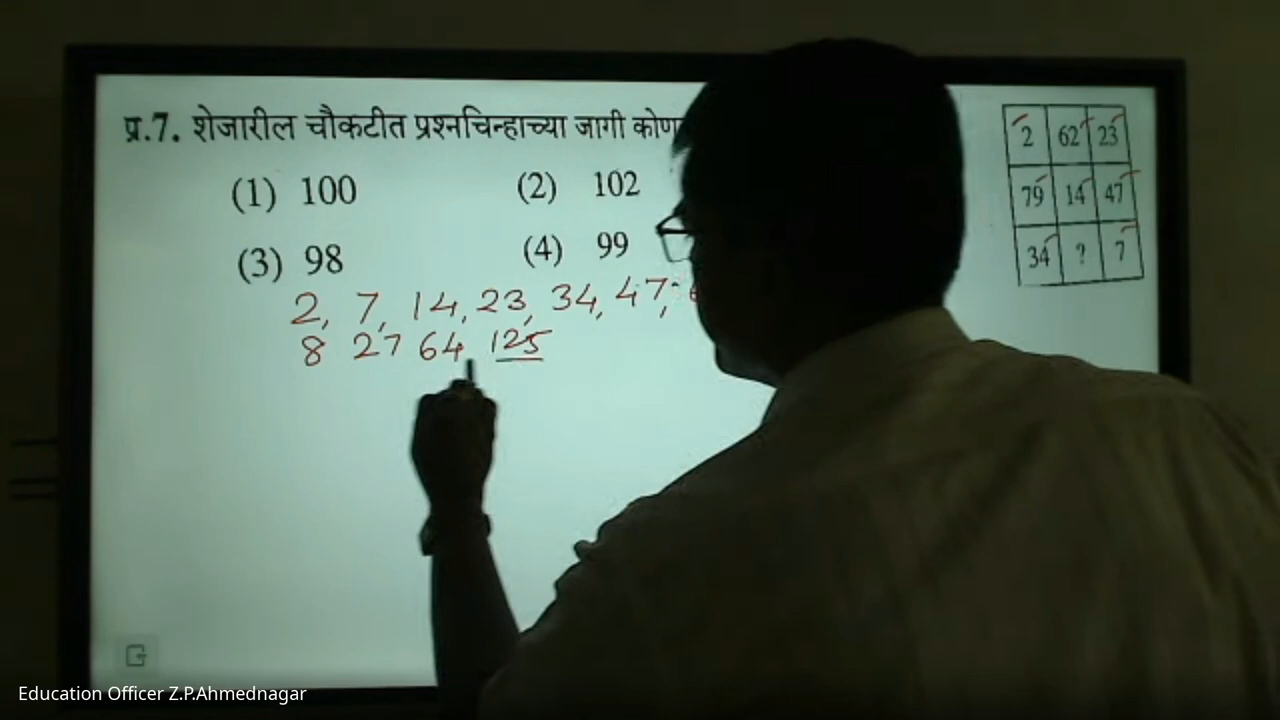 प्र.7. शेजारील चौकटीत प्रश्नचिन्हाच्या जागी
(1) 100 (2) 102
(3) 98 (4) 99
2, 7, 14, 23, 34, 47,
8 27 64 125
2 62 23
79 14 47
34 ? 7
Education Officer Z.P.Ahmednagar